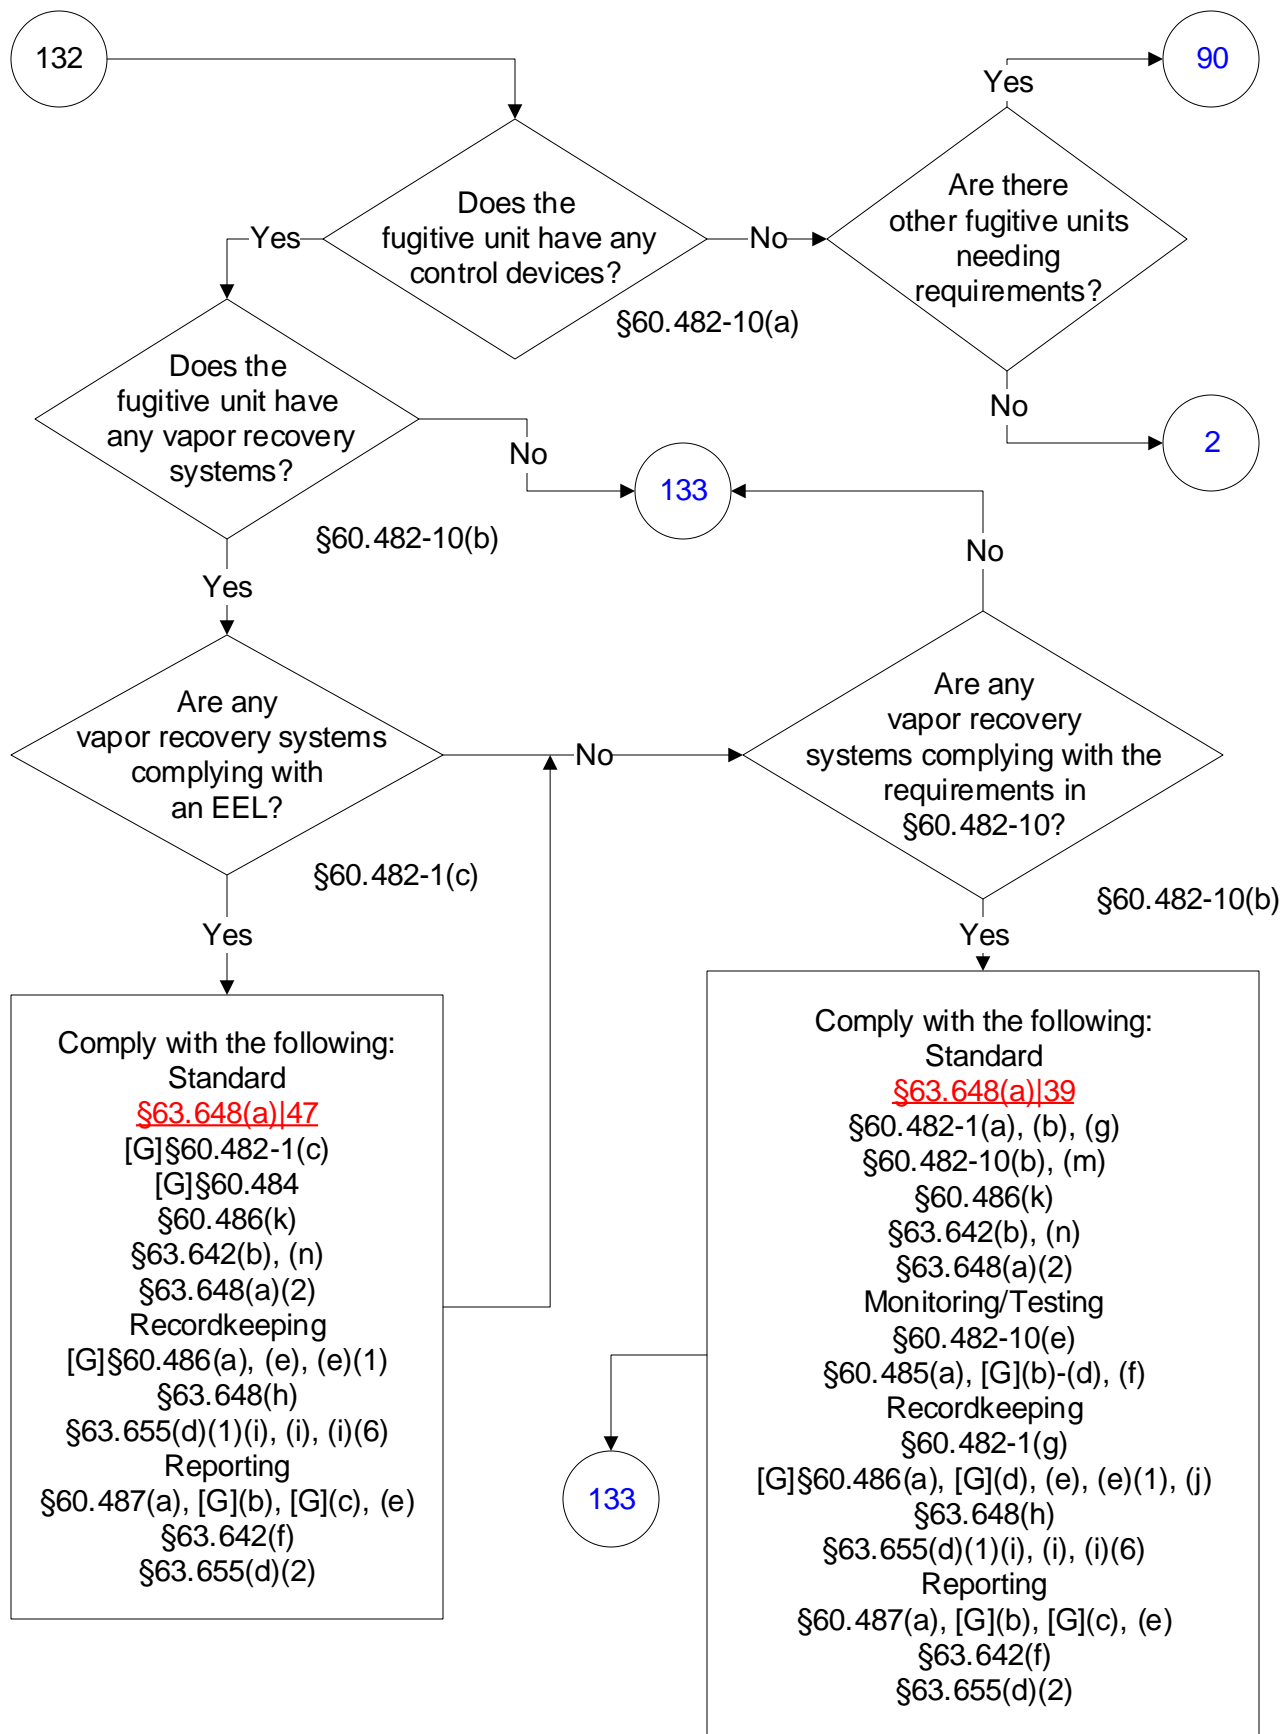 132
90
Yes
Are there
other fugitive units
needing
requirements?
Does the
fugitive unit have any
control devices?
Yes
No
§60.482-10(a)
Does the
fugitive unit have
any vapor recovery
systems?
No
No
2
133
§60.482-10(b)
No
Yes
Are any
vapor recovery systems
complying with
an EEL?
No
Are any
vapor recovery
systems complying with the
requirements in
§60.482-10?
§60.482-1(c)
§60.482-10(b)
Yes
Yes
Comply with the following:
Standard
§63.648(a)|47
[G]§60.482-1(c)
[G]§60.484
§60.486(k)
§63.642(b), (n)
§63.648(a)(2)
Recordkeeping
[G]§60.486(a), (e), (e)(1)
§63.648(h)
§63.655(d)(1)(i), (i), (i)(6)
Reporting
§60.487(a), [G](b), [G](c), (e)
§63.642(f)
§63.655(d)(2)
Comply with the following:
Standard
§63.648(a)|39
§60.482-1(a), (b), (g)
§60.482-10(b), (m)
§60.486(k)
§63.642(b), (n)
§63.648(a)(2)
Monitoring/Testing
§60.482-10(e)
§60.485(a), [G](b)-(d), (f)
Recordkeeping
§60.482-1(g)
[G]§60.486(a), [G](d), (e), (e)(1), (j)
§63.648(h)
§63.655(d)(1)(i), (i), (i)(6)
Reporting
§60.487(a), [G](b), [G](c), (e)
§63.642(f)
§63.655(d)(2)
133